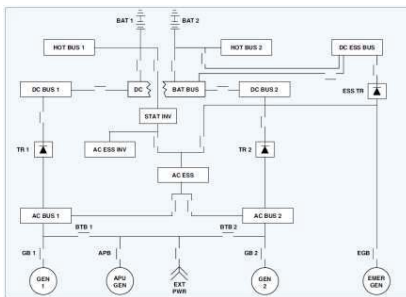 BAT 1
BAT 2
HOT BUS 1
HOT BUS 2
DC ESS BUS
DC BUS 1
DC
BAT BUS
DC BUS 2
ESS TR
STAT INV
TR 1
AC ESS INV
TR 2
AC ESS
AC BUS 1
AC BUS 2
BTB 1
BTB 2
GB 1
APB
GB 2
EGB
GEN
1
APU
GEN
EXT
PWR
GEN
2
EMER
GEN